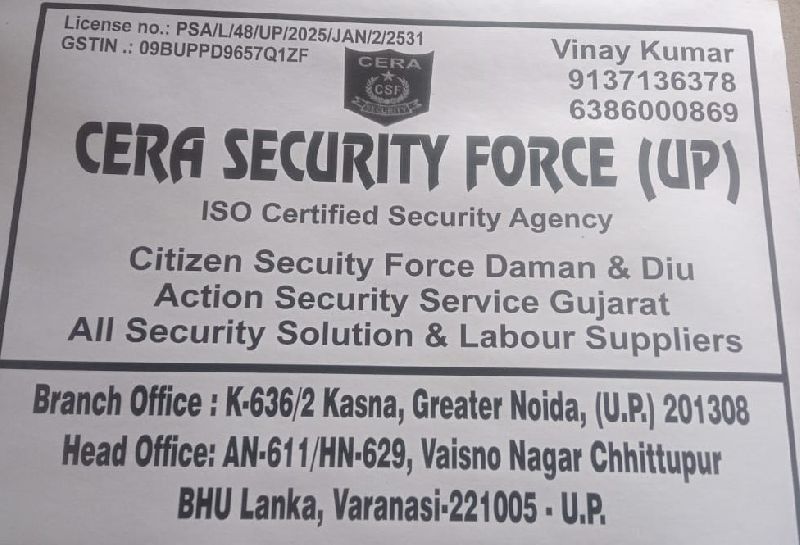 License no.: PSA/L/48/UP/2025/JAN/2/2531
GSTIN .: 09BUPPD9657Q1ZF
CERA
CSF
SECURITY
Vinay Kumar
9137136378
6386000869
CERA SECURITY FORCE (UP)
ISO Certified Security Agency
Citizen Secuity Force Daman & Diu
Action Security Service Gujarat
All Security Solution & Labour Suppliers
Branch Office : K-636/2 Kasna, Greater Noida, (U.P.) 201308
Head Office: AN-611/HN-629, Vaisno Nagar Chhittupur
BHU Lanka, Varanasi-221005 - U.P.